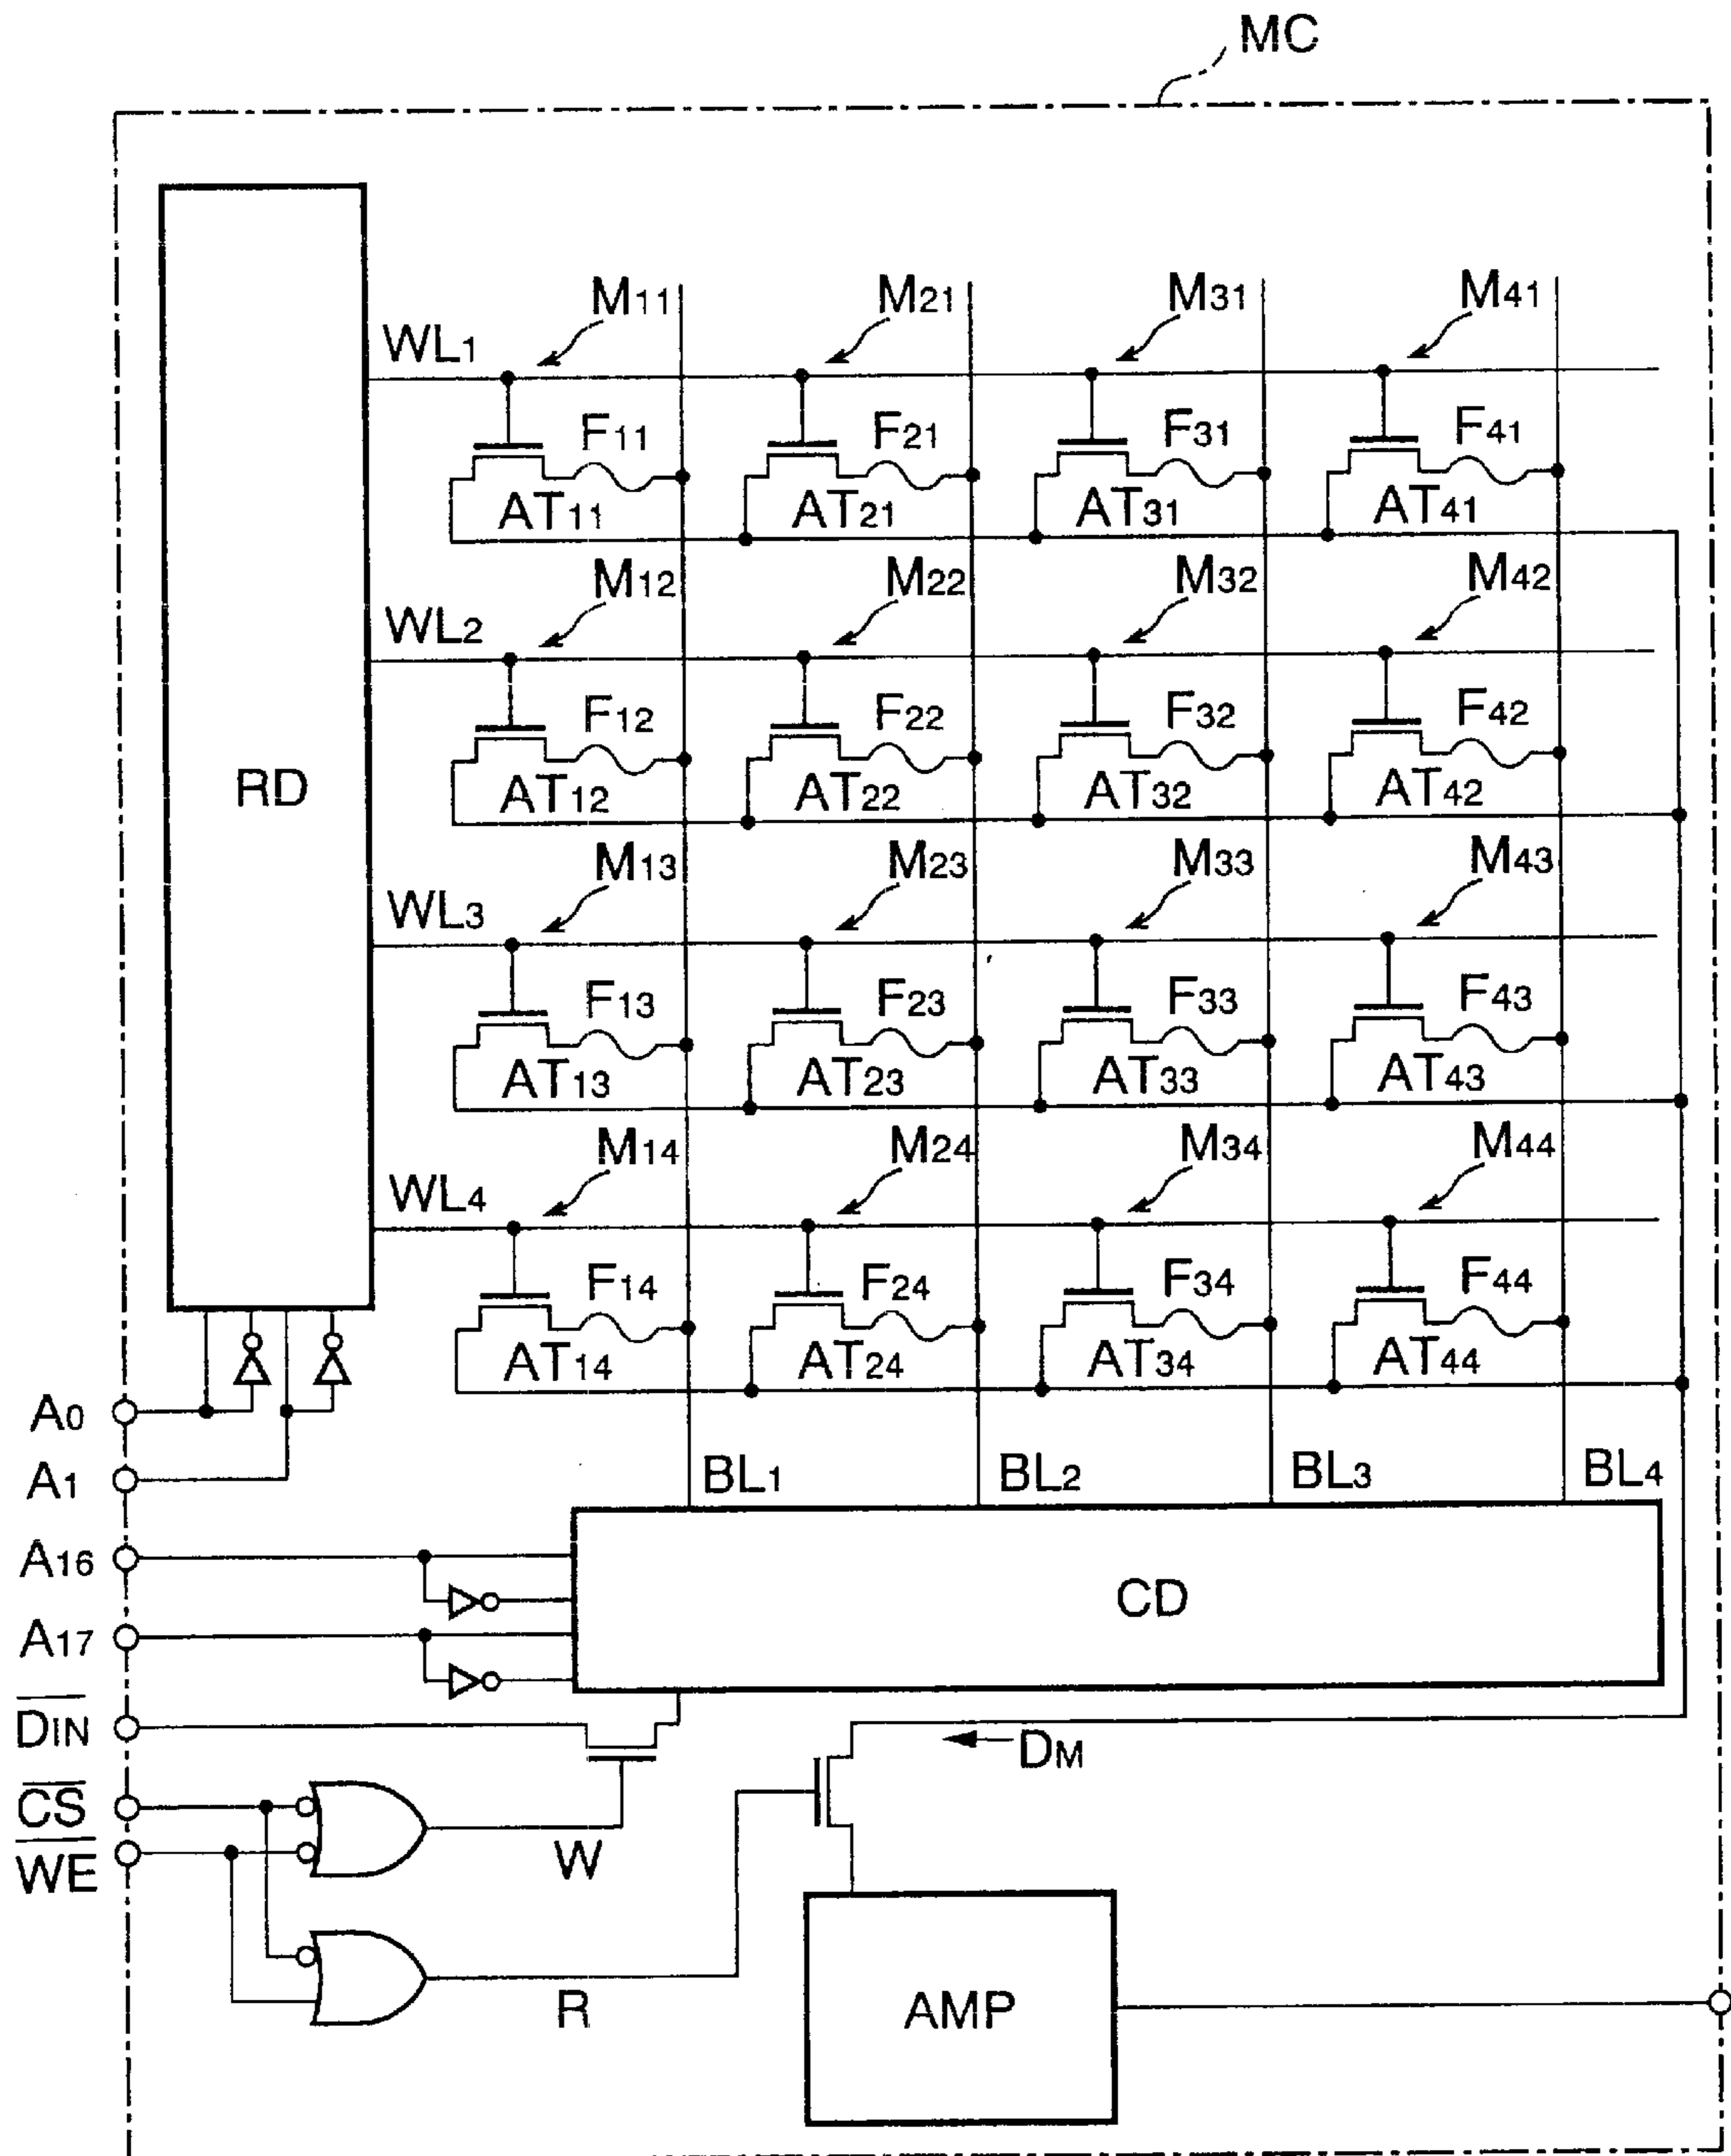 MC
M11 M21 M31 M41
WL1
F11 F21 F31 F41
AT11 AT21 AT31 AT41
M12 M22 M32 M42
WL2
F12 F22 F32 F42
RD
AT12 AT22 AT32 AT42
M13 M23 M33 M43
WL3
F13 F23 F33 F43
AT13 AT23 AT33 AT43
M14 M24 M34 M44
WL4
F14 F24 F34 F44
AT14 AT24 AT34 AT44
A0
A1
BL1 BL2 BL3 BL4
A16
CD
A17
D̅I̅N̅
DM
C̅S̅
W̅E̅
W
R
AMP